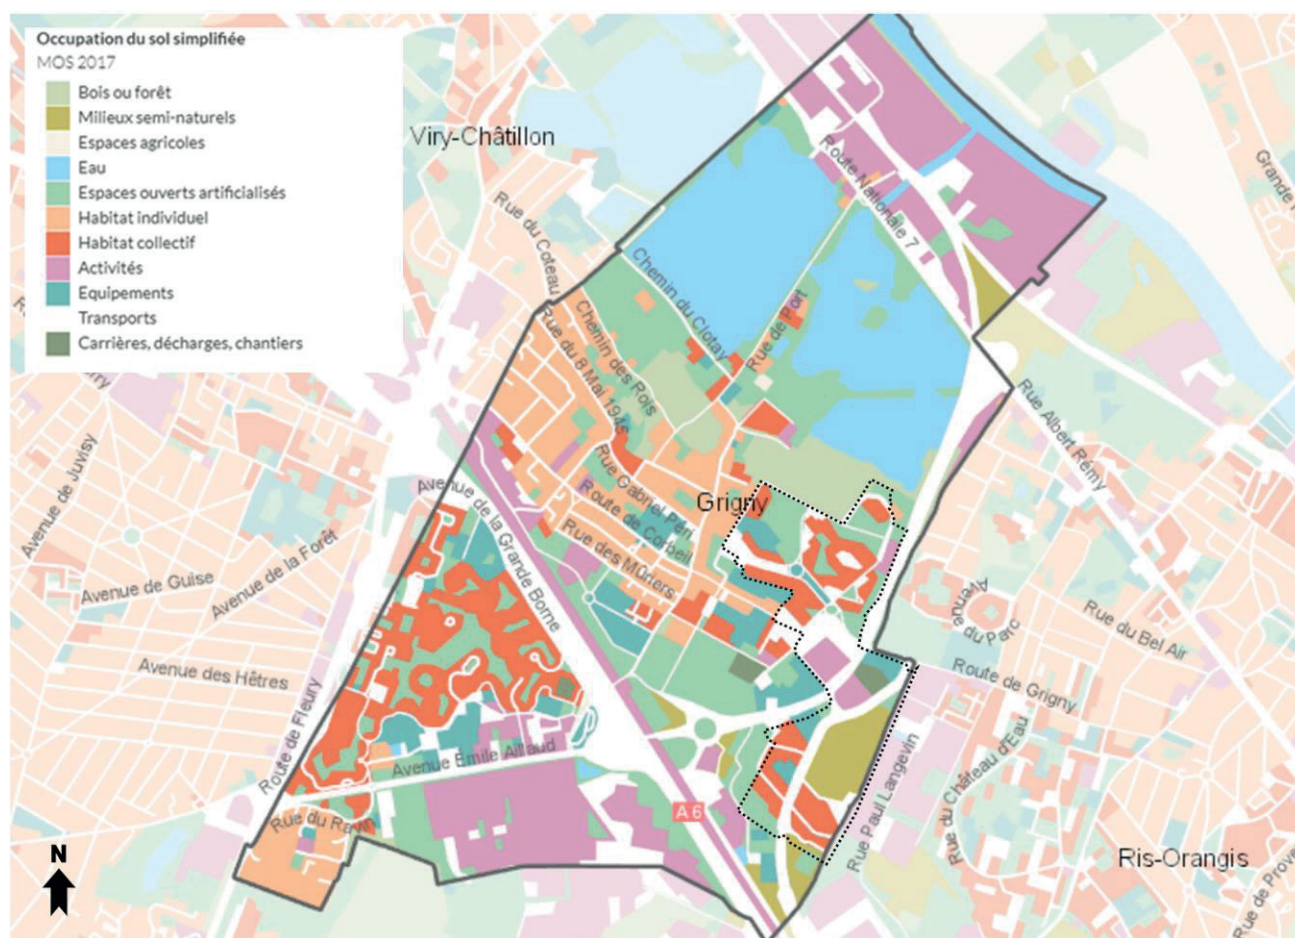 Occupation du sol simplifiée
MOS 2017
Bois ou forêt
Milieux semi-naturels
Espaces agricoles
Eau
Espaces ouverts artificialisés
Habitat individuel
Habitat collectif
Activités
Equipements
Transports
Carrières, décharges, chantiers
Viry-Châtillon
Route Nationale 7
Grande
Rue du Coteau
Chemin du Clotay
Chemin des Rois
Rue de Port
Rue du 8 Mai 1945
Rue Albert Rémy
Avenue de Juvisy
Rue Gabriel Péri
Grigny
Avenue de la Grande Borne
Route de Corbeil
Rue des Mûriers
Avenue de la Forêt
Avenue de Guise
Avenue
du Parc
Rue du Bel Air
Avenue des Hêtres
Route de Grigny
Route de Fleury
Rue du Château d'Eau
Avenue Emile Aillaud
Rue Paul Langevin
A 6
Rue du Ravin
Ris-Orangis
N
Rue de Prove